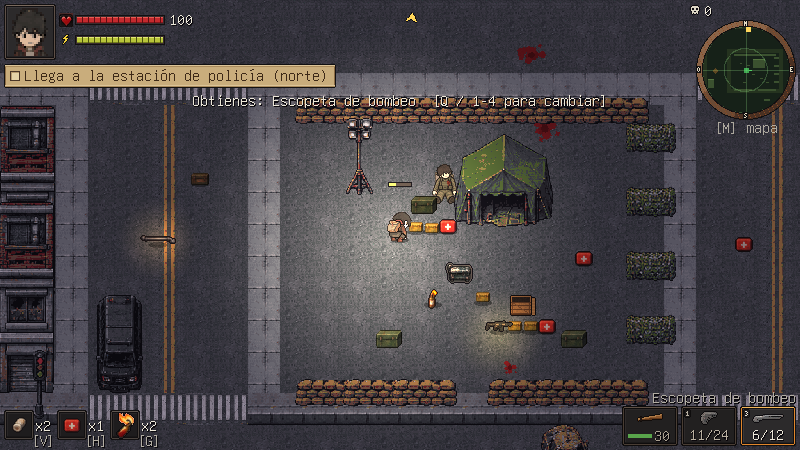 100
0
Llega a la estación de policía (norte)
Obtienes: Escopeta de bombeo [Q / 1-4 para cambiar]
N
O
E
S
[M] mapa
Escopeta de bombeo
x2
[V]
x1
[H]
x2
[G]
30
1
11/24
3
6/12